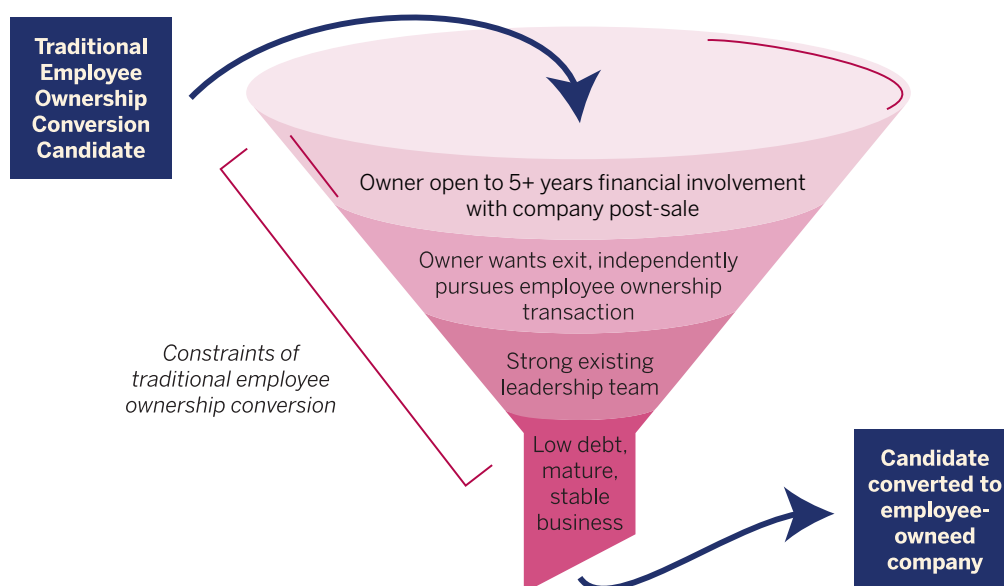 Traditional
Employee
Ownership
Conversion
Candidate
Owner open to 5+ years financial involvement
with company post-sale
Owner wants exit, independently
pursues employee ownership
transaction
Strong existing
leadership team
Constraints of
traditional employee
ownership conversion
Low debt,
mature,
stable
business
Candidate
converted to
employee-
owneed
company